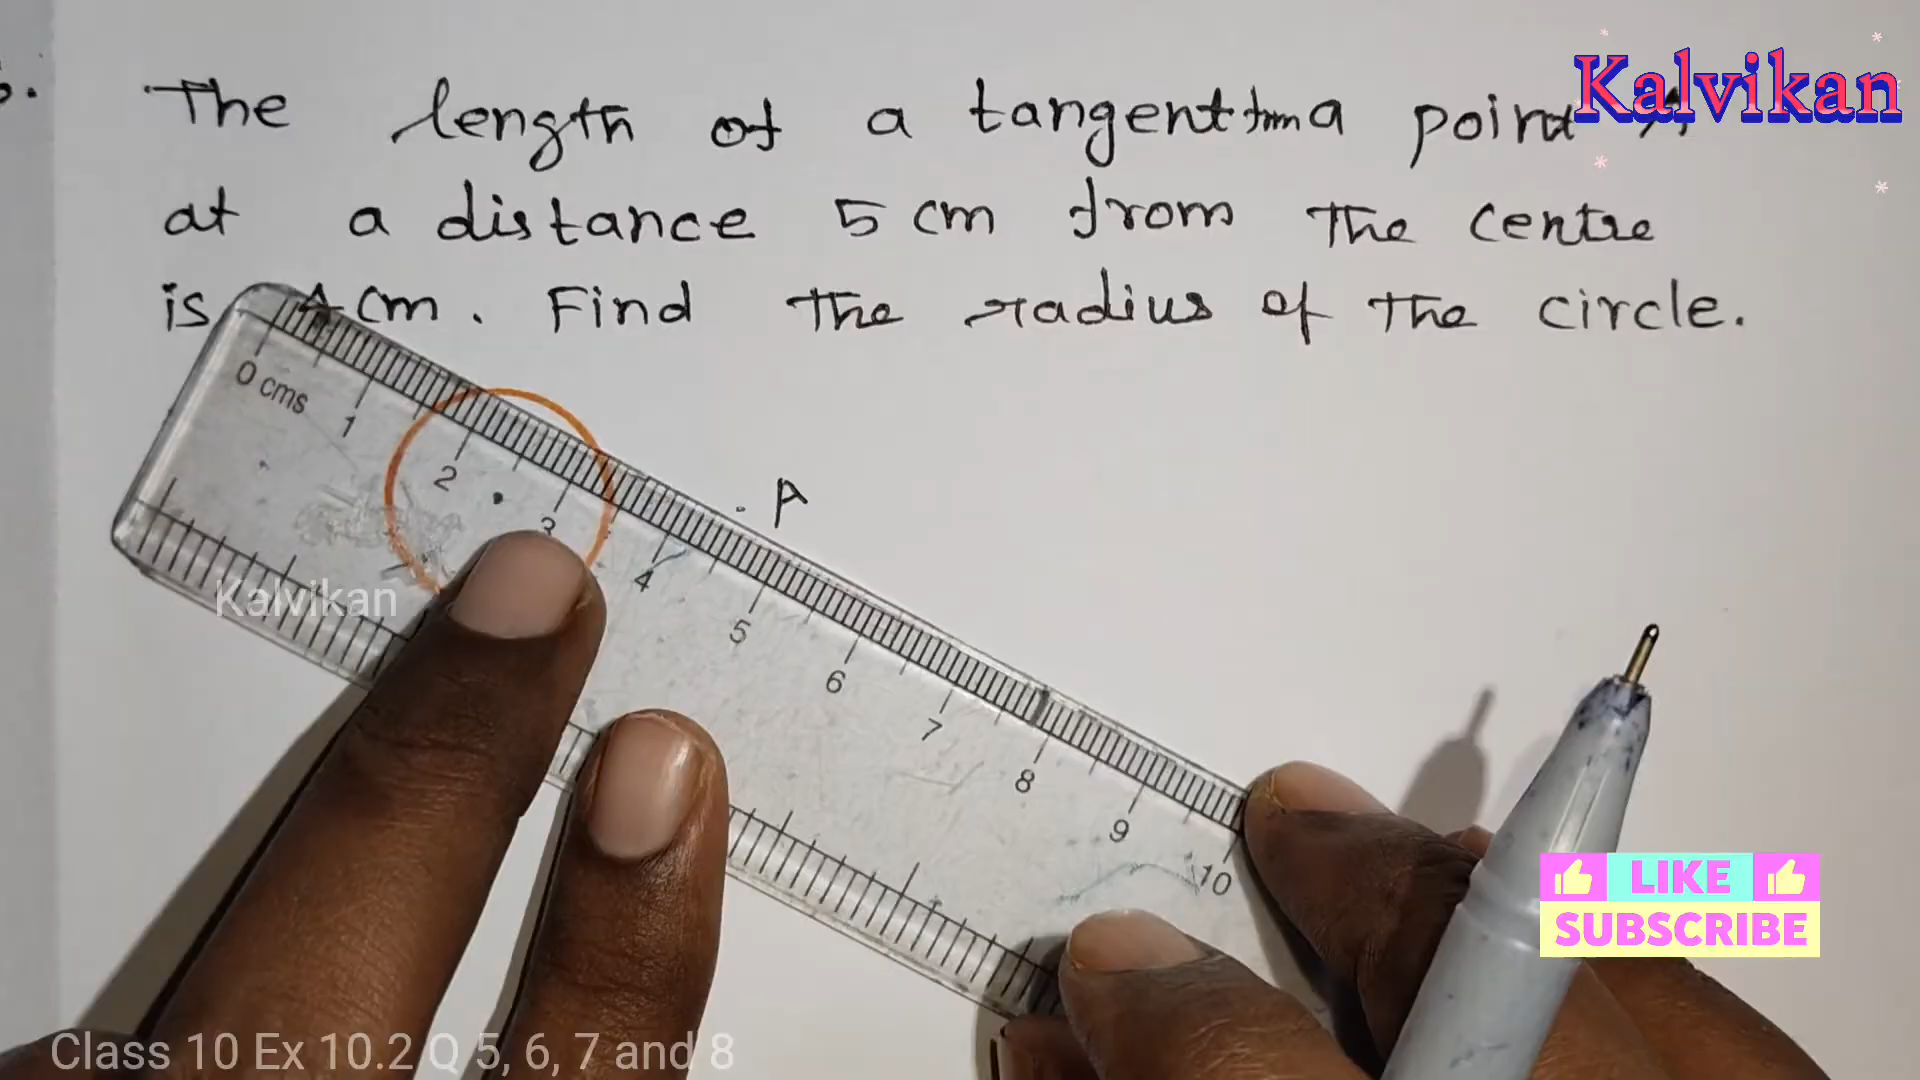 6. The length of a tangent from a point A,
Kalvikan
at a distance 5 cm from the centre
is 4 cm. Find the radius of the circle.
0 cms 1 2 3 4 5 6 7 8 9 10
A
Kalvikan
LIKE
SUBSCRIBE
Class 10 Ex 10.2 Q 5, 6, 7 and 8